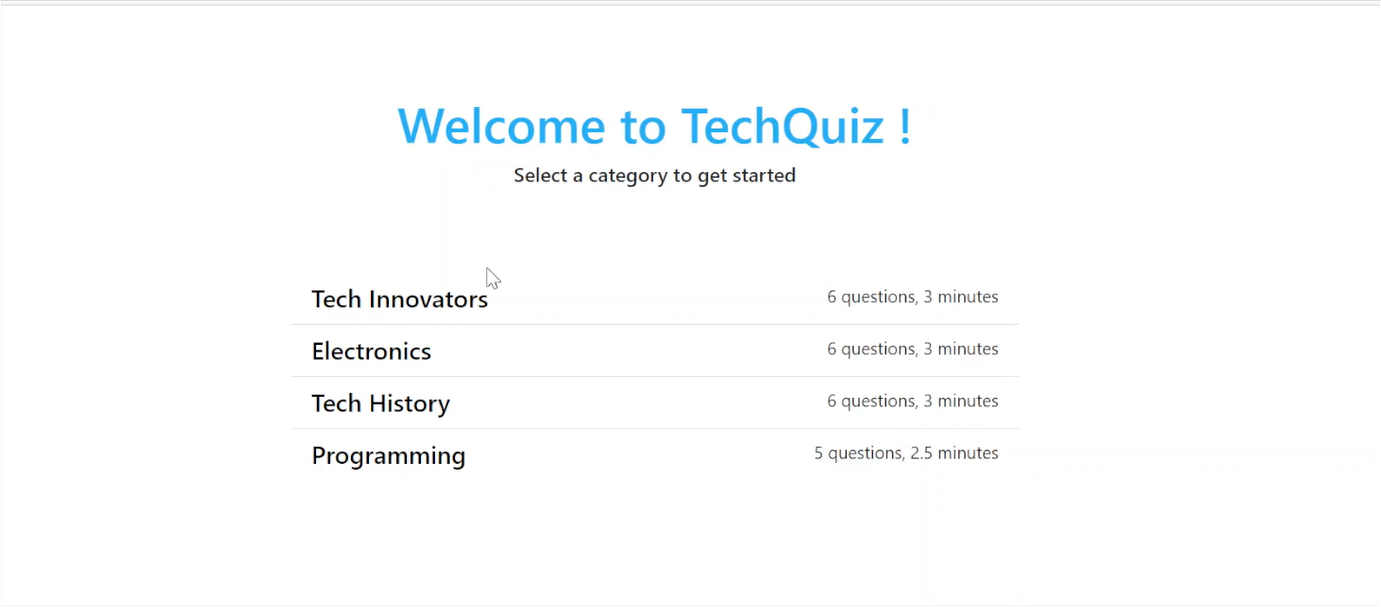 Welcome to TechQuiz !
Select a category to get started
Tech Innovators 6 questions, 3 minutes
Electronics 6 questions, 3 minutes
Tech History 6 questions, 3 minutes
Programming 5 questions, 2.5 minutes